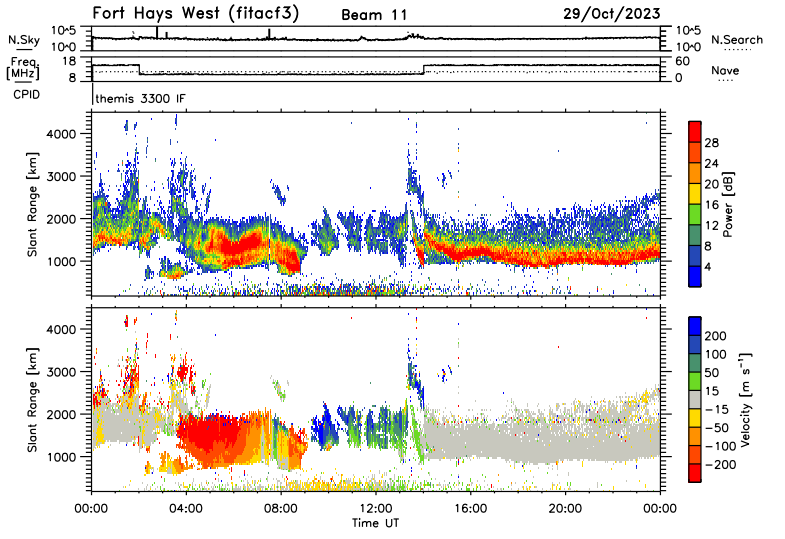 Fort Hays West (fitacf3) Beam 11 29/Oct/2023
N.Sky 10^5 10^0 10^5 10^0 N.Search
Freq. [MHz] 18 8 60 0 Nave
CPID themis 3300 IF
Slant Range [km] 4000 3000 2000 1000
28 24 20 16 12 8 4 Power [dB]
Slant Range [km] 4000 3000 2000 1000
200 100 50 15 −15 −50 −100 −200 Velocity [m s⁻¹]
00:00 04:00 08:00 12:00 16:00 20:00 00:00
Time UT